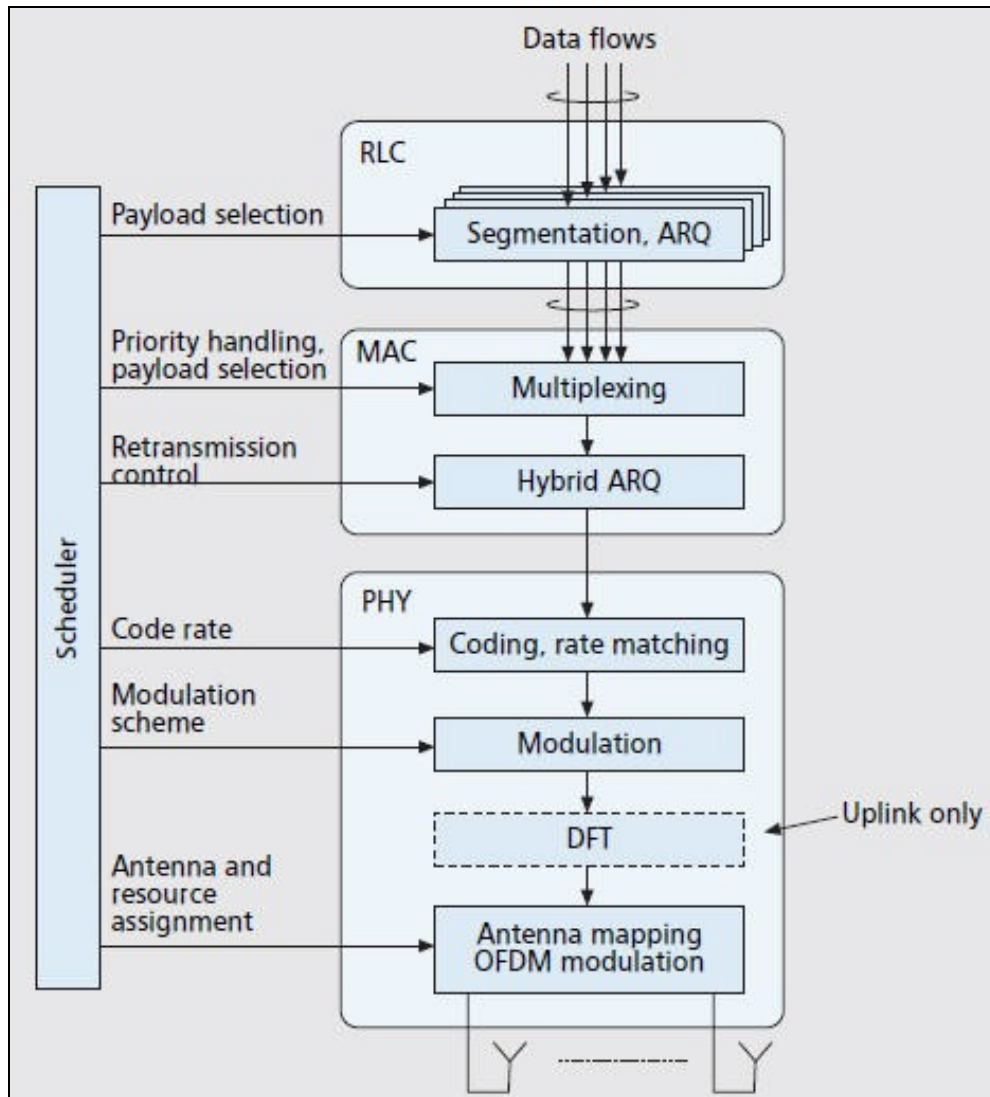 Data flows
RLC
Payload selection
Segmentation, ARQ
Priority handling,
payload selection
MAC
Multiplexing
Retransmission
control
Hybrid ARQ
Scheduler
PHY
Code rate
Coding, rate matching
Modulation
scheme
Modulation
Uplink only
DFT
Antenna and
resource
assignment
Antenna mapping
OFDM modulation